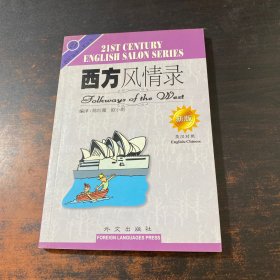 21ST CENTURY
ENGLISH SALON SERIES
西方风情录
Folkways of the West
英汉对照
English-Chinese
外文出版社
FOREIGN LANGUAGES PRESS